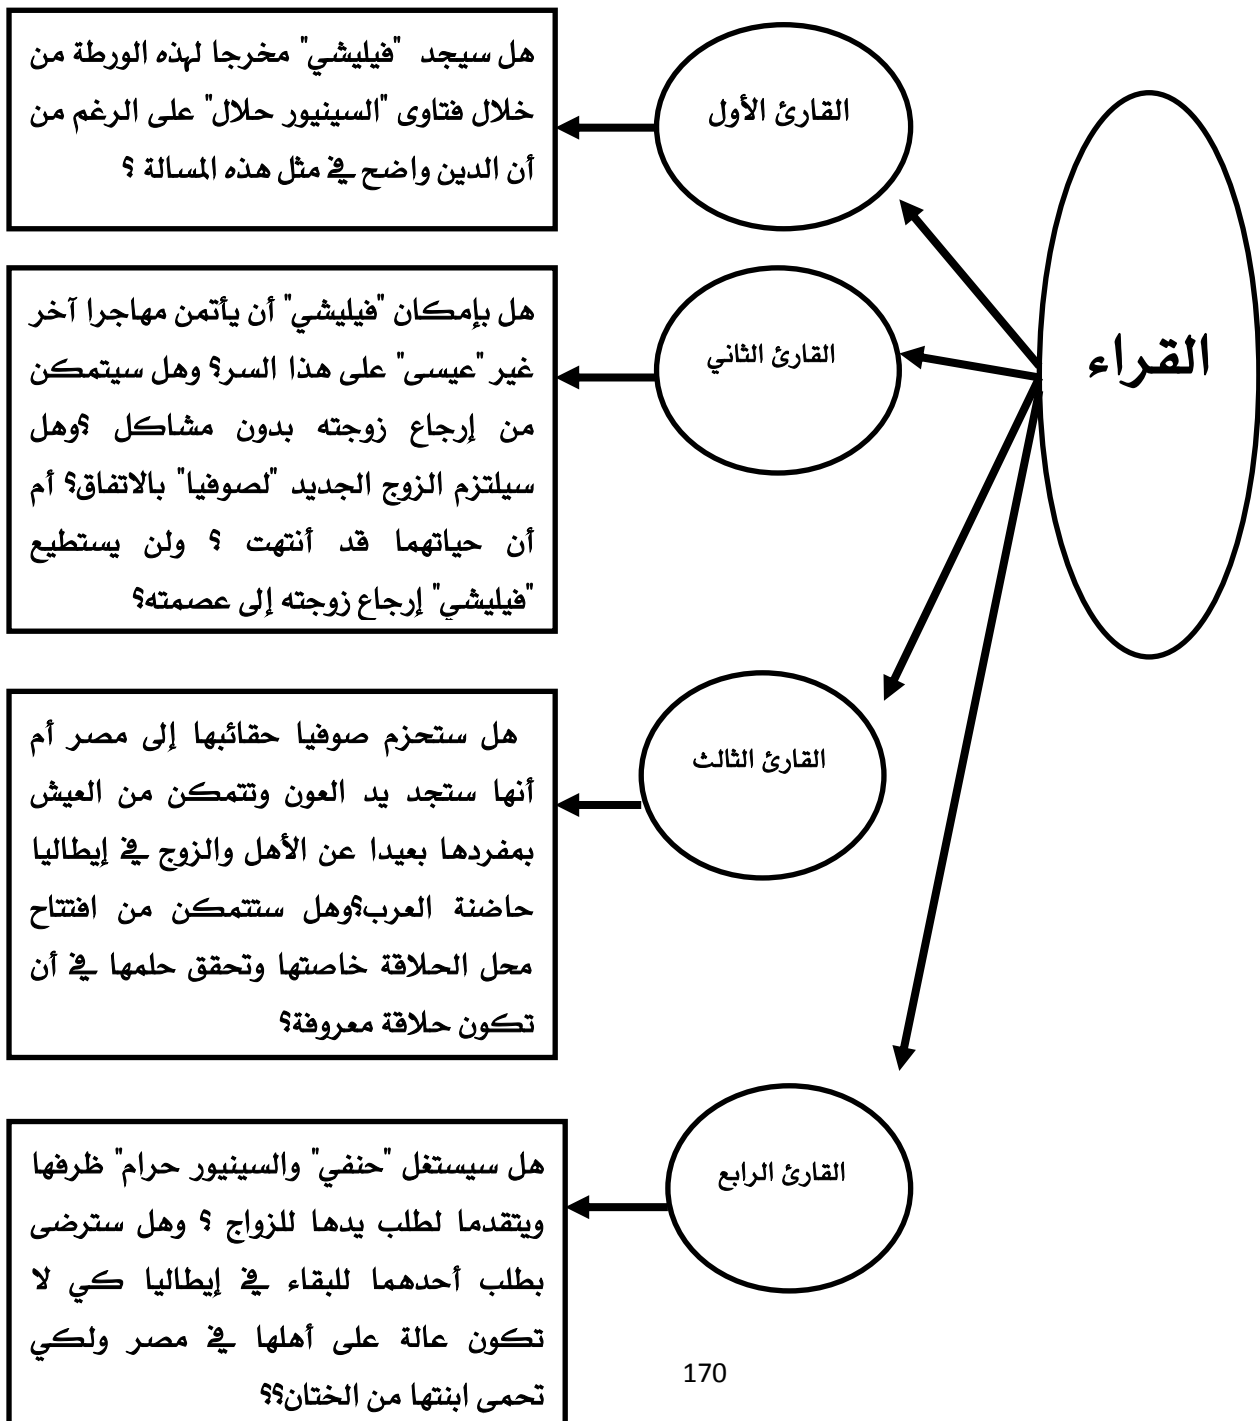 القراء
القارئ الأول
هل سيجد "فيليشي" مخرجا لهذه الورطة من
خلال فتاوى "السينيور حلال" على الرغم من
أن الدين واضح في مثل هذه المسالة ؟
القارئ الثاني
هل بإمكان "فيليشي" أن يأتمن مهاجرا آخر
غير "عيسى" على هذا السر؟ وهل سيتمكن
من إرجاع زوجته بدون مشاكل ؟وهل
سيلتزم الزوج الجديد "لصوفيا" بالاتفاق؟ أم
أن حياتهما قد أنتهت ؟ ولن يستطيع
"فيليشي" إرجاع زوجته إلى عصمته؟
القارئ الثالث
هل ستحزم صوفيا حقائبها إلى مصر أم
أنها ستجد يد العون وتتمكن من العيش
بمفردها بعيدا عن الأهل والزوج في إيطاليا
حاضنة العرب؟وهل ستتمكن من افتتاح
محل الحلاقة خاصتها وتحقق حلمها في أن
تكون حلاقة معروفة؟
القارئ الرابع
هل سيستغل "حنفي" والسينيور حرام" ظرفها
ويتقدما لطلب يدها للزواج ؟ وهل سترضى
بطلب أحدهما للبقاء في إيطاليا كي لا
تكون عالة على أهلها في مصر ولكي
تحمى ابنتها من الختان؟؟
170